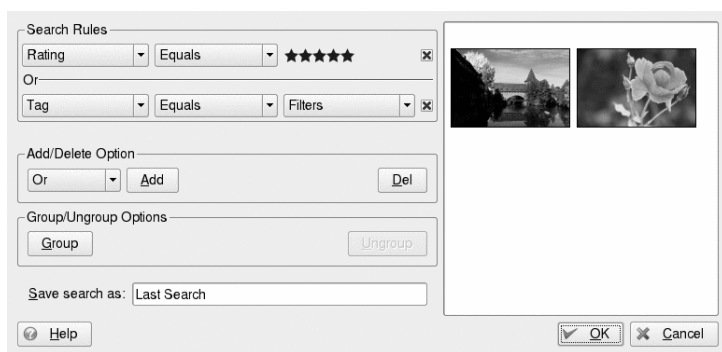 Search Rules
Rating Equals ★★★★★
Or
Tag Equals Filters
Add/Delete Option
Or Add Del
Group/Ungroup Options
Group Ungroup
Save search as: Last Search
Help OK Cancel